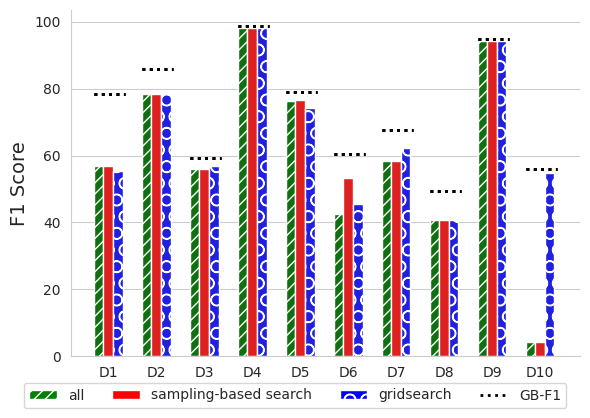 100
80
60
40
20
0
F1 Score
D1 D2 D3 D4 D5 D6 D7 D8 D9 D10
all sampling-based search gridsearch GB-F1